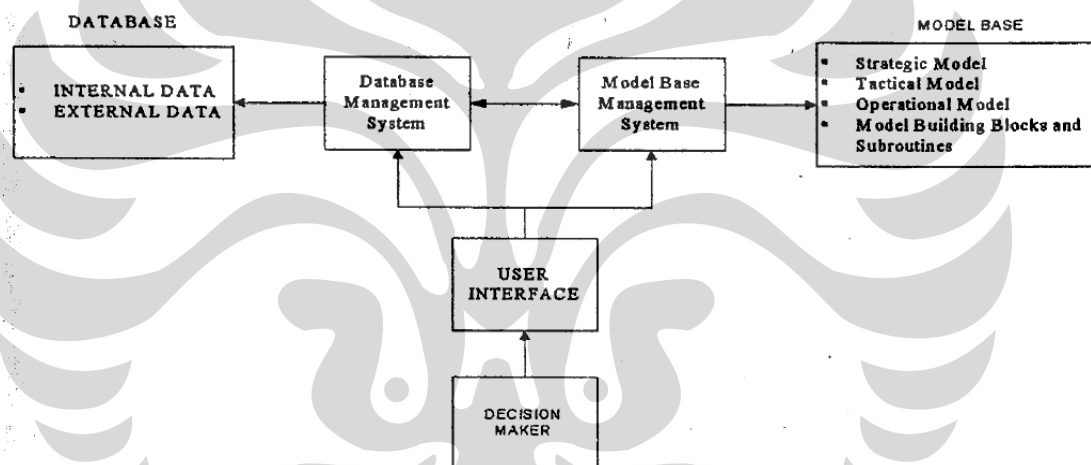 DATABASE
▪ INTERNAL DATA
▪ EXTERNAL DATA
Database
Management
System
Model Base
Management
System
MODEL BASE
▪ Strategic Model
▪ Tactical Model
▪ Operational Model
▪ Model Building Blocks and
Subroutines
USER
INTERFACE
DECISION
MAKER